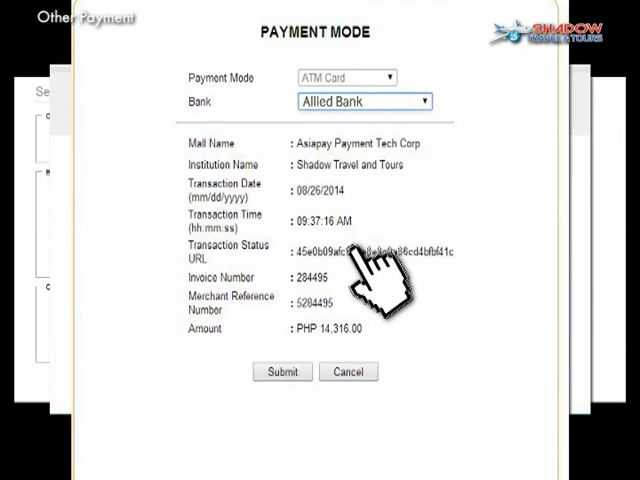 Other Payment
PAYMENT MODE
SHADOW
TRAVEL & TOURS
Payment Mode ATM Card
Bank Allied Bank
Mall Name : Asiapay Payment Tech Corp
Institution Name : Shadow Travel and Tours
Transaction Date
(mm/dd/yyyy) : 08/26/2014
Transaction Time
(hh:mm:ss) : 09:37:16 AM
Transaction Status
URL :
Invoice Number : 284495
Merchant Reference
Number : 5284495
Amount : PHP 14,316.00
Submit Cancel